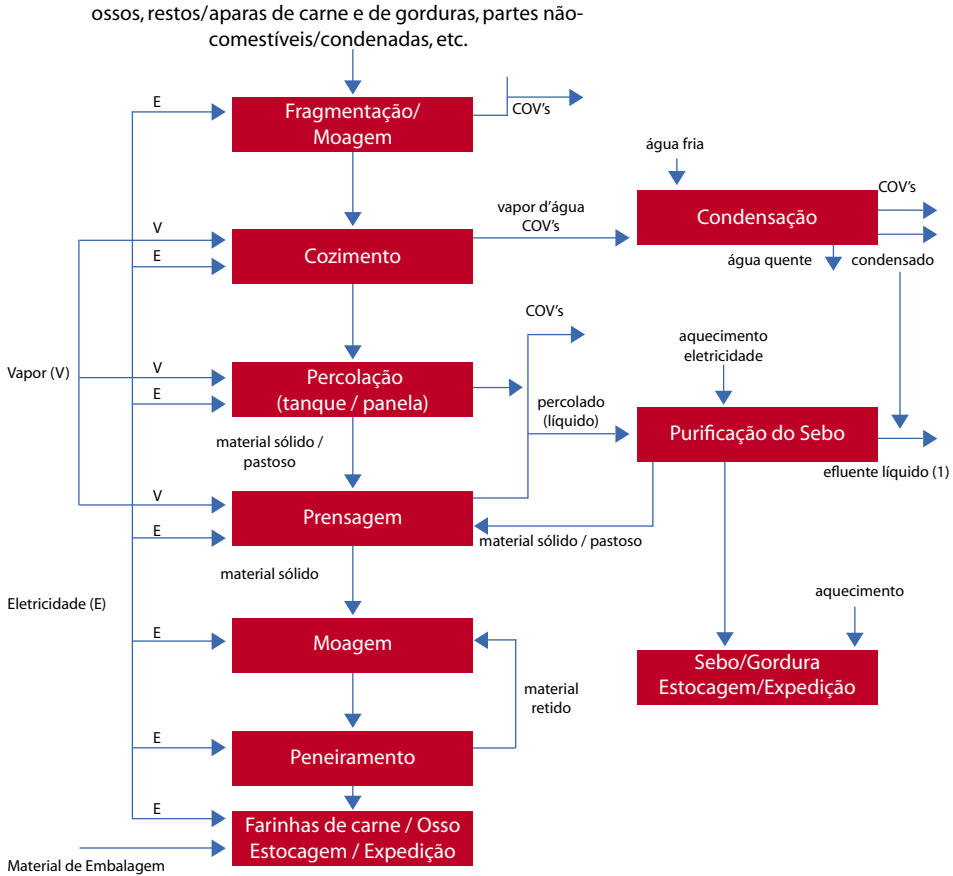 ossos, restos/aparas de carne e de gorduras, partes não-
comestíveis/condenadas, etc.
E
Fragmentação/
Moagem
COV's
água fria
Condensação
COV's
vapor d'água
COV's
V
E
Cozimento
água quente
condensado
COV's
aquecimento
eletricidade
Vapor (V)
V
E
Percolação
(tanque / panela)
percolado
(líquido)
Purificação do Sebo
efluente líquido (1)
material sólido /
pastoso
V
E
Prensagem
material sólido / pastoso
material sólido
Eletricidade (E)
aquecimento
E
Moagem
Sebo/Gordura
Estocagem/Expedição
material
retido
E
Peneiramento
E
Farinhas de carne / Osso
Estocagem / Expedição
Material de Embalagem